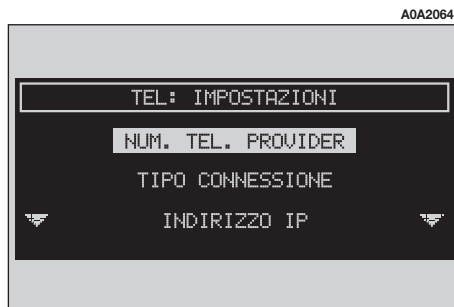 A0A2064
TEL: IMPOSTAZIONI
NUM. TEL. PROVIDER
TIPO CONNESSIONE
INDIRIZZO IP